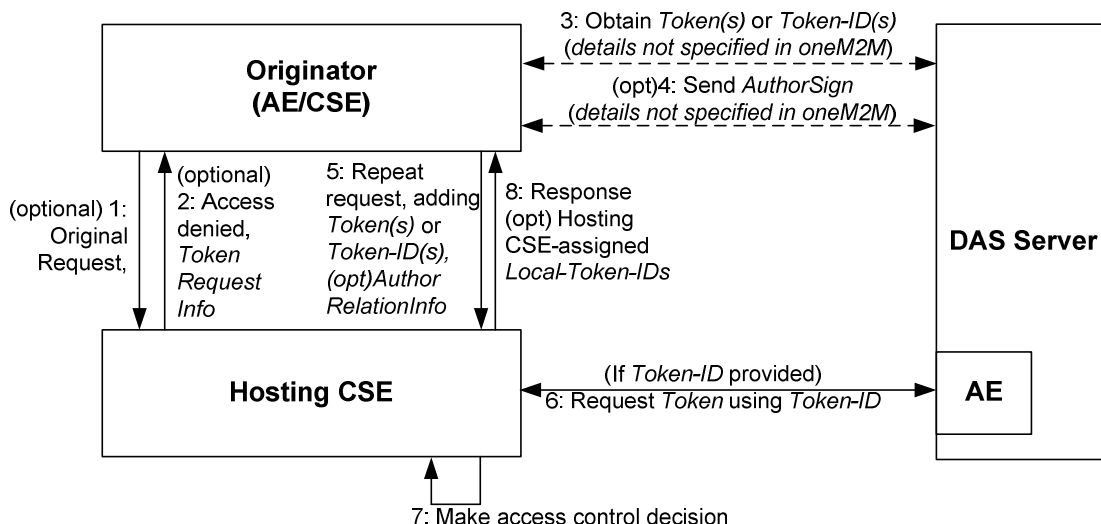 3: Obtain Token(s) or Token-ID(s)
(details not specified in oneM2M)
Originator
(AE/CSE)
(opt)4: Send AuthorSign
(details not specified in oneM2M)
(optional) 1:
Original
Request,
(optional)
2: Access
denied,
Token
Request
Info
5: Repeat
request, adding
Token(s) or
Token-ID(s),
(opt)Author
RelationInfo
8: Response
(opt) Hosting
CSE-assigned
Local-Token-IDs
DAS Server
Hosting CSE
(If Token-ID provided)
6: Request Token using Token-ID
AE
7: Make access control decision